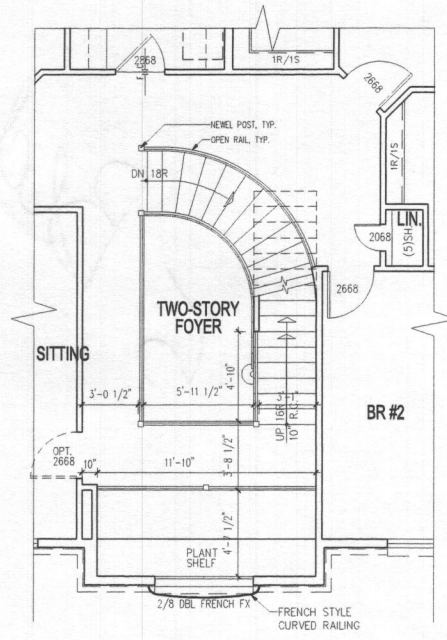 2868
1R/1S
2668
NEWEL POST, TYP.
OPEN RAIL, TYP.
1R/1S
DN 18R
LIN.
(5)SH.
2068
2668
TWO-STORY
FOYER
SITTING
BR #2
4'-10"
3'-0 1/2"
5'-11 1/2"
3'-1"
UP 16R
10" R.C.
OPT.
2668
10"
11'-10"
3'-8 1/2"
4'-7 1/2"
PLANT
SHELF
2/8 DBL FRENCH FX
FRENCH STYLE
CURVED RAILING